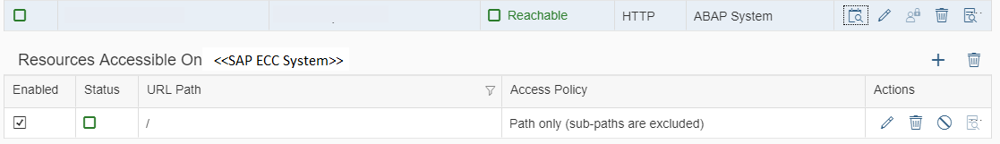 Reachable HTTP ABAP System
Resources Accessible On <<SAP ECC System>>
Enabled Status URL Path Access Policy Actions
/ Path only (sub-paths are excluded)